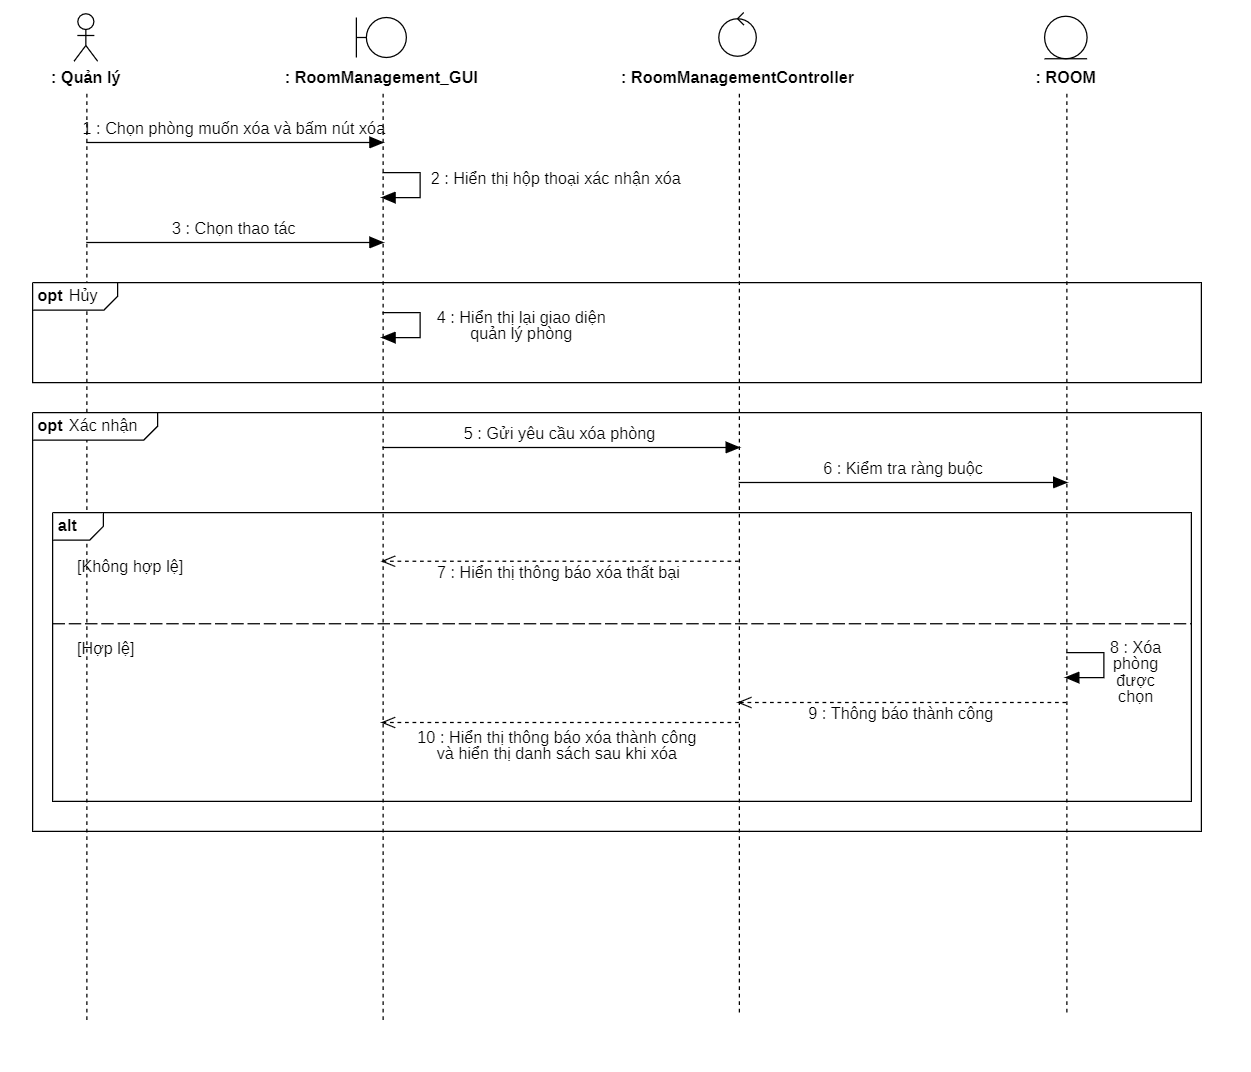 : Quản lý
: RoomManagement_GUI
: RoomManagementController
: ROOM
1 : Chọn phòng muốn xóa và bấm nút xóa
2 : Hiển thị hộp thoại xác nhận xóa
3 : Chọn thao tác
opt Hủy
4 : Hiển thị lại giao diện
quản lý phòng
opt Xác nhận
5 : Gửi yêu cầu xóa phòng
6 : Kiểm tra ràng buộc
alt
[Không hợp lệ]
7 : Hiển thị thông báo xóa thất bại
[Hợp lệ]
8 : Xóa
phòng
được
chọn
9 : Thông báo thành công
10 : Hiển thị thông báo xóa thành công
và hiển thị danh sách sau khi xóa